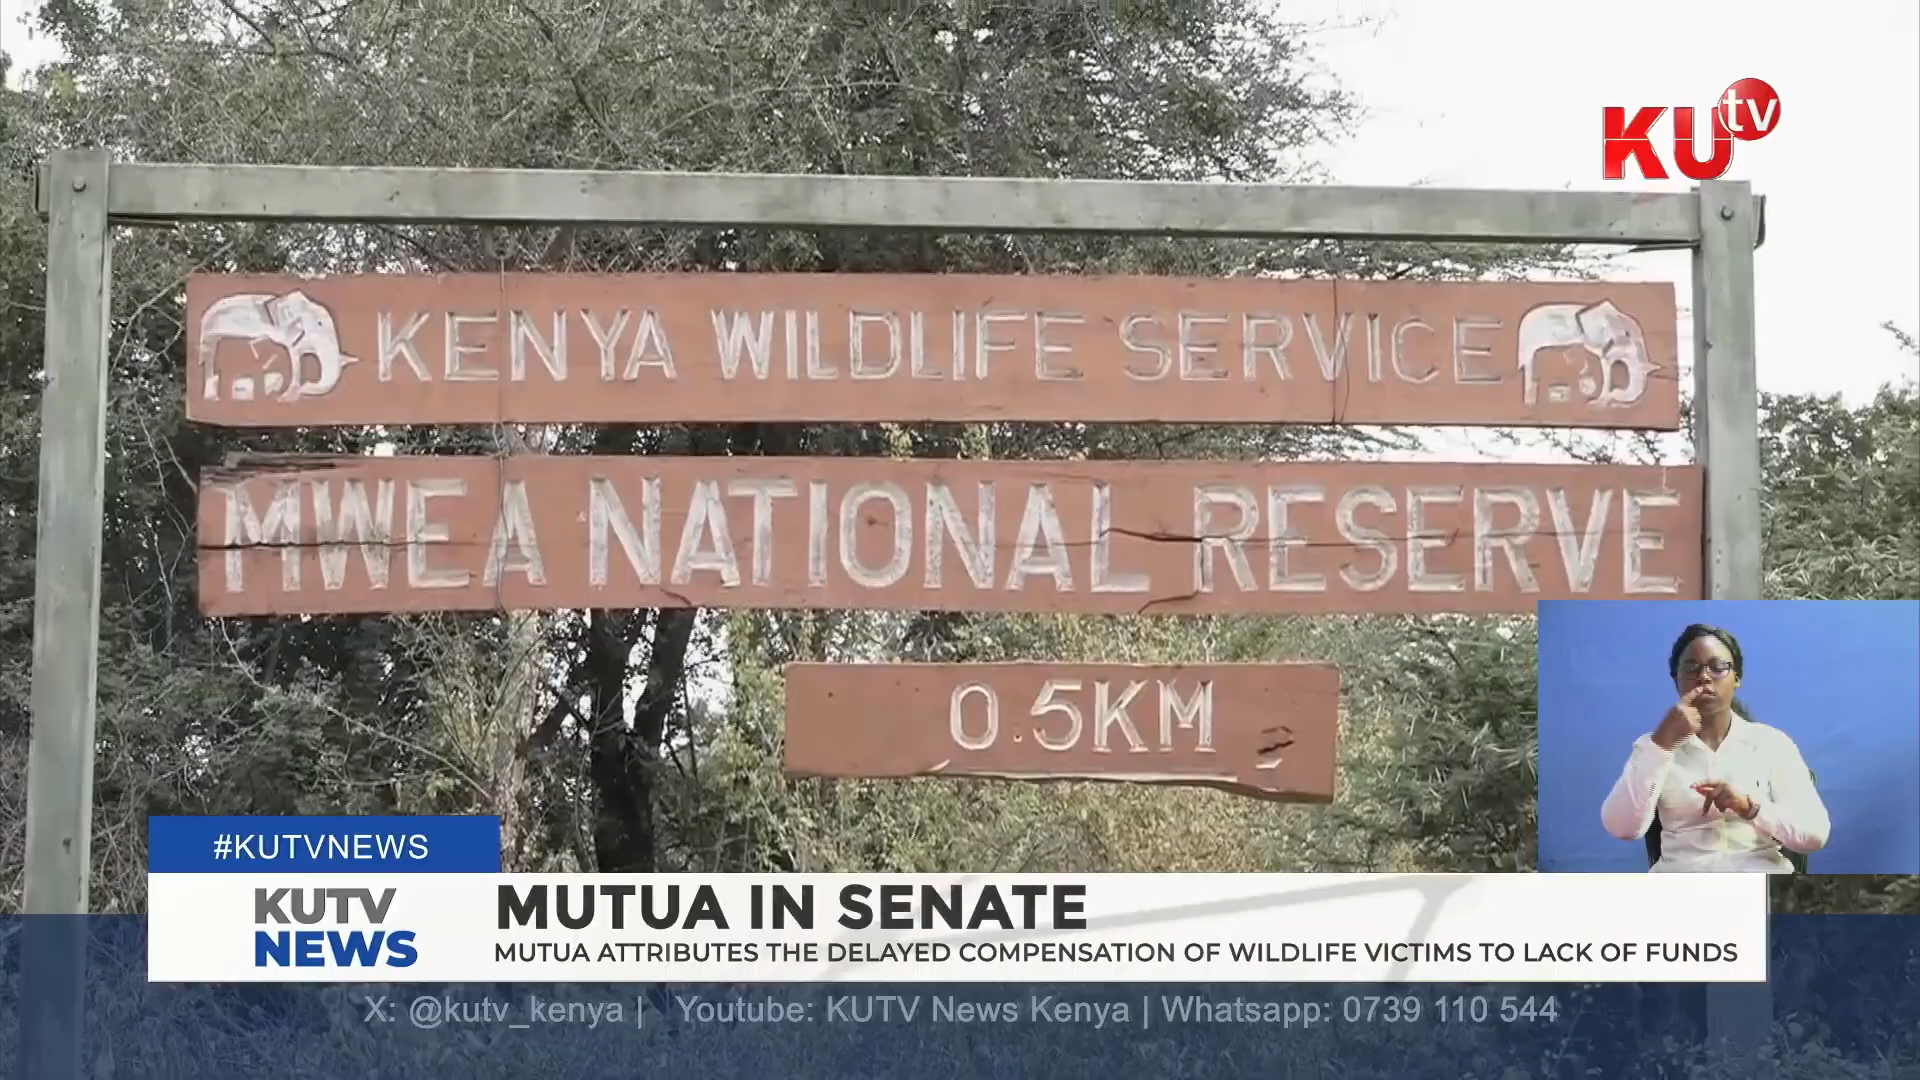 KU tv
KENYA WILDLIFE SERVICE
MWEA NATIONAL RESERVE
0.5KM
#KUTVNEWS
KUTV
NEWS
MUTUA IN SENATE
MUTUA ATTRIBUTES THE DELAYED COMPENSATION OF WILDLIFE VICTIMS TO LACK OF FUNDS
X: @kutv_kenya | Youtube: KUTV News Kenya | Whatsapp: 0739 110 544